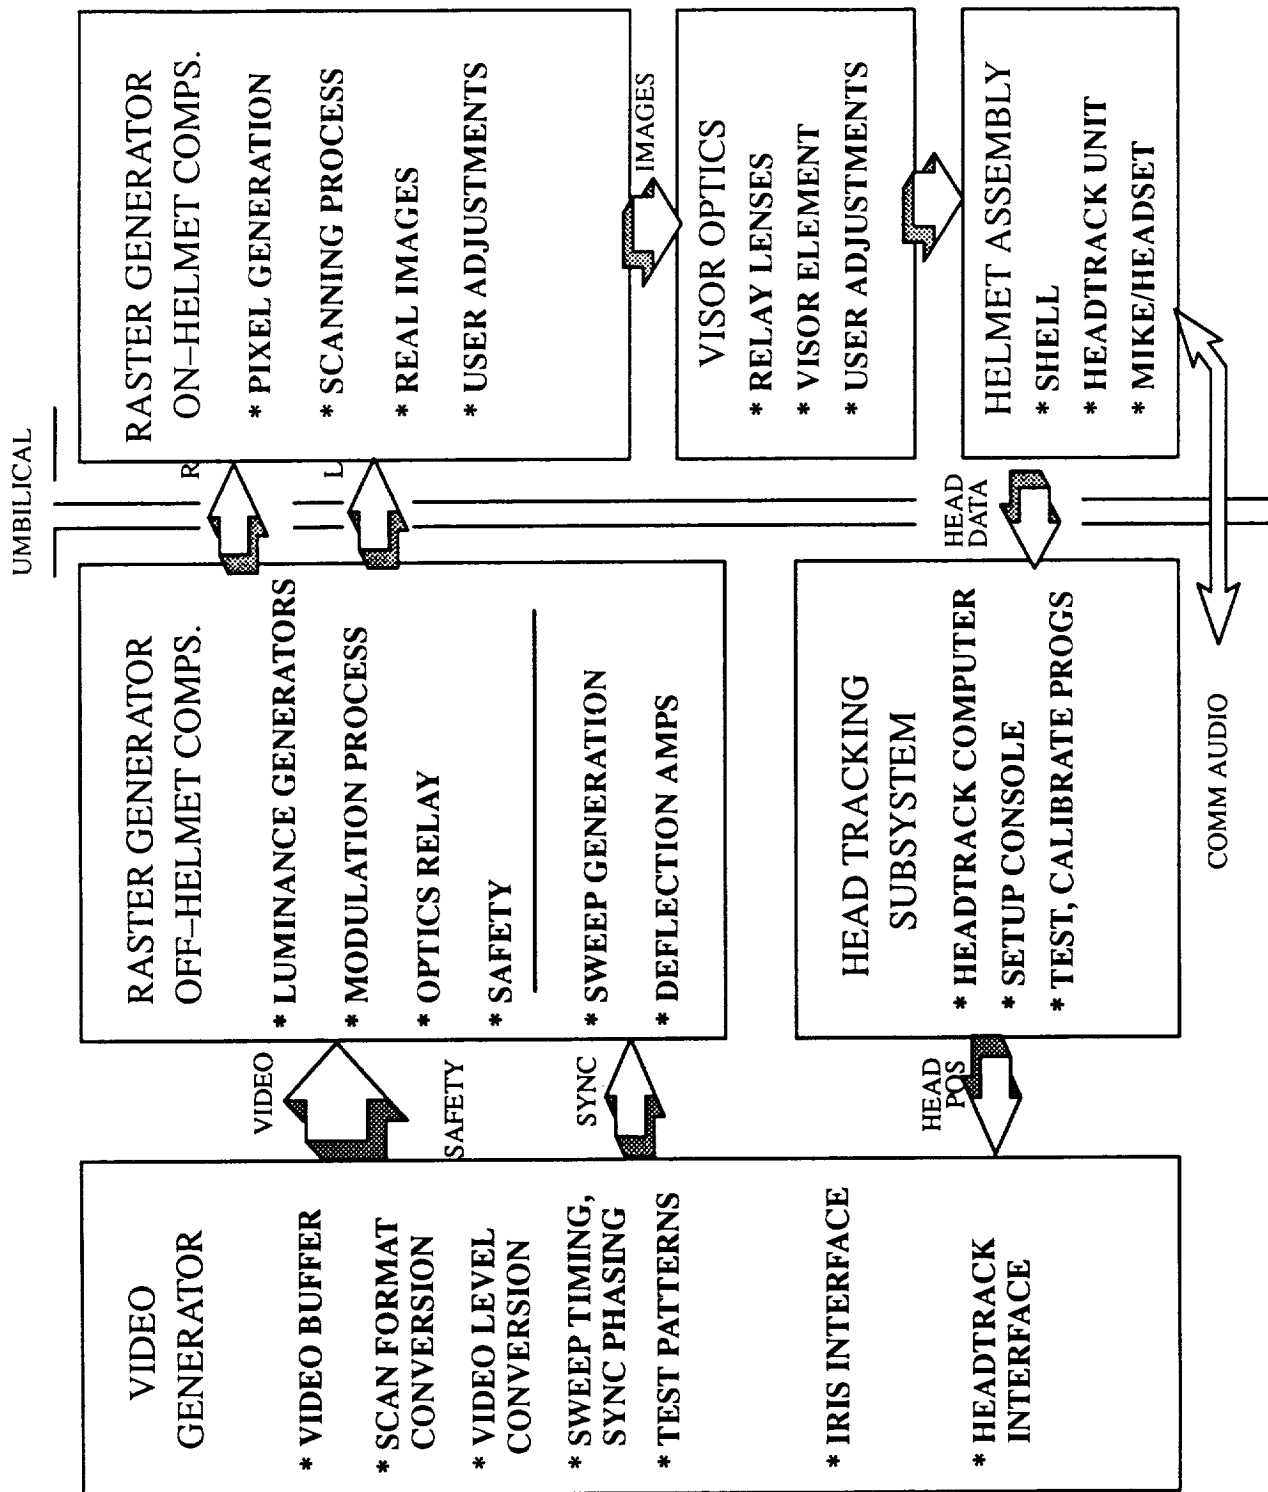 VIDEO
GENERATOR
* VIDEO BUFFER
* SCAN FORMAT
CONVERSION
* VIDEO LEVEL
CONVERSION
* SWEEP TIMING,
SYNC PHASING
* TEST PATTERNS
* IRIS INTERFACE
* HEADTRACK
INTERFACE
VIDEO
SAFETY
SYNC
HEAD
POS
RASTER GENERATOR
OFF–HELMET COMPS.
* LUMINANCE GENERATORS
* MODULATION PROCESS
* OPTICS RELAY
* SAFETY
* SWEEP GENERATION
* DEFLECTION AMPS
HEAD TRACKING
SUBSYSTEM
* HEADTRACK COMPUTER
* SETUP CONSOLE
* TEST, CALIBRATE PROGS
COMM AUDIO
UMBILICAL
R
L
HEAD
DATA
RASTER GENERATOR
ON–HELMET COMPS.
* PIXEL GENERATION
* SCANNING PROCESS
* REAL IMAGES
* USER ADJUSTMENTS
IMAGES
VISOR OPTICS
* RELAY LENSES
* VISOR ELEMENT
* USER ADJUSTMENTS
HELMET ASSEMBLY
* SHELL
* HEADTRACK UNIT
* MIKE/HEADSET